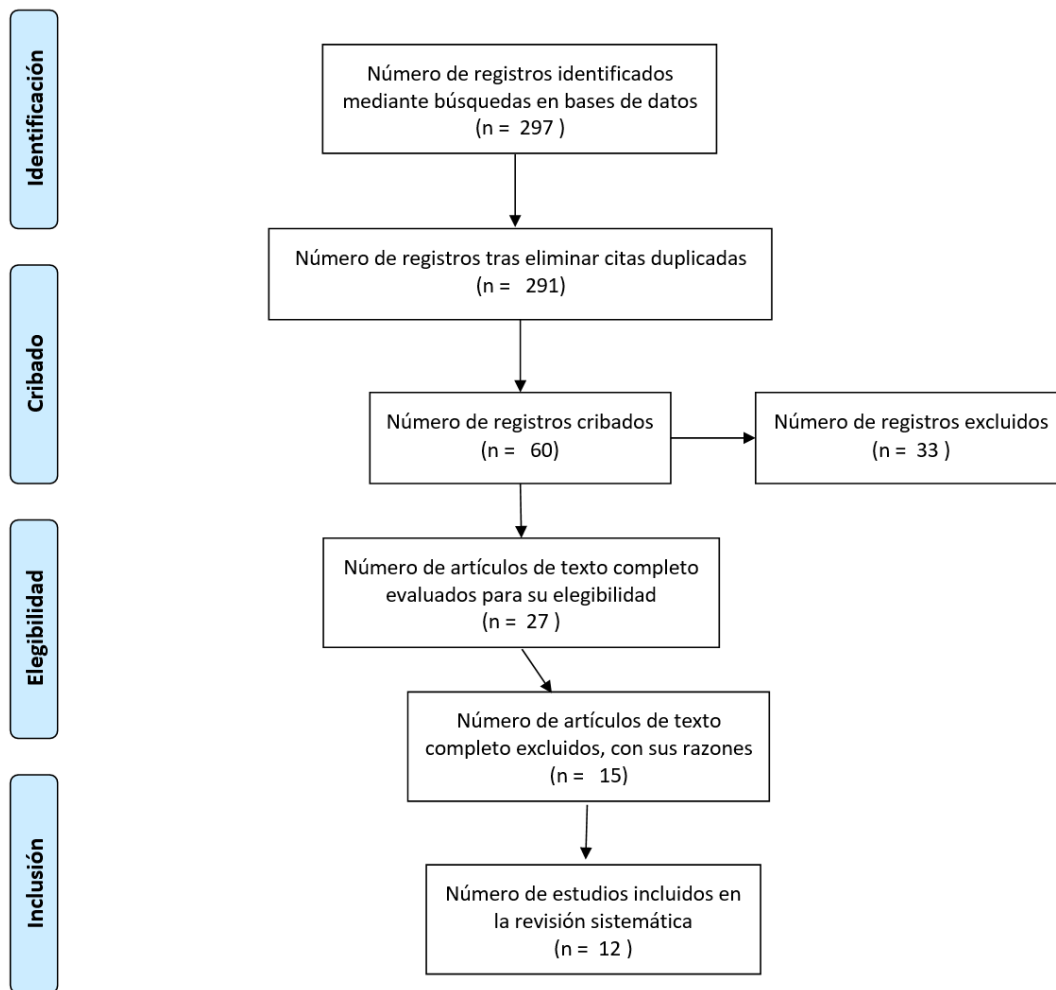 Identificación
Número de registros identificados
mediante búsquedas en bases de datos
(n = 297 )
Número de registros tras eliminar citas duplicadas
(n = 291)
Cribado
Número de registros cribados
(n = 60)
Número de registros excluidos
(n = 33 )
Elegibilidad
Número de artículos de texto completo
evaluados para su elegibilidad
(n = 27 )
Número de artículos de texto
completo excluidos, con sus razones
(n = 15)
Inclusión
Número de estudios incluidos en
la revisión sistemática
(n = 12 )